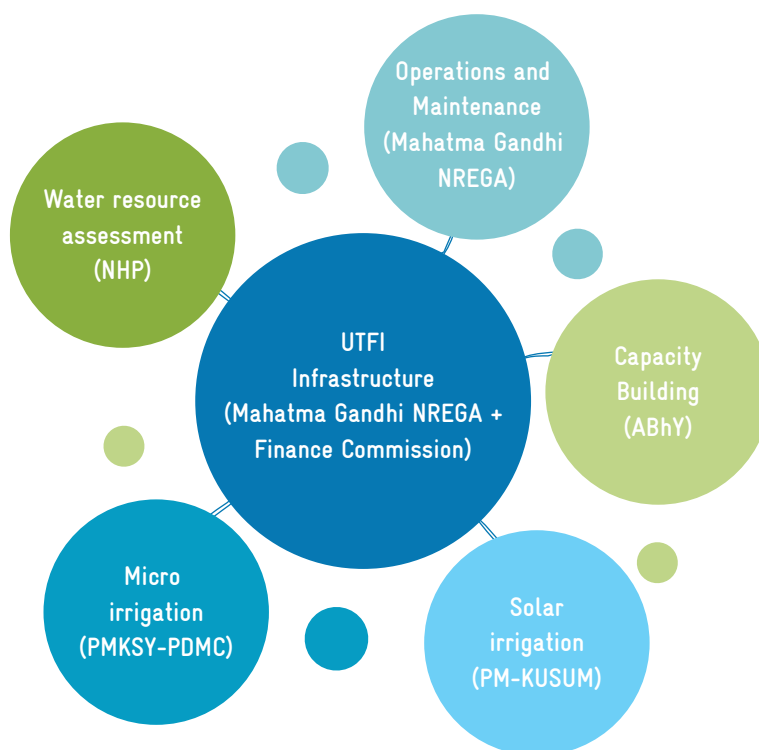 Operations and
Maintenance
(Mahatma Gandhi
NREGA)
Water resource
assessment
(NHP)
UTFI
Infrastructure
(Mahatma Gandhi NREGA +
Finance Commission)
Capacity
Building
(ABhY)
Micro
irrigation
(PMKSY-PDMC)
Solar
irrigation
(PM-KUSUM)